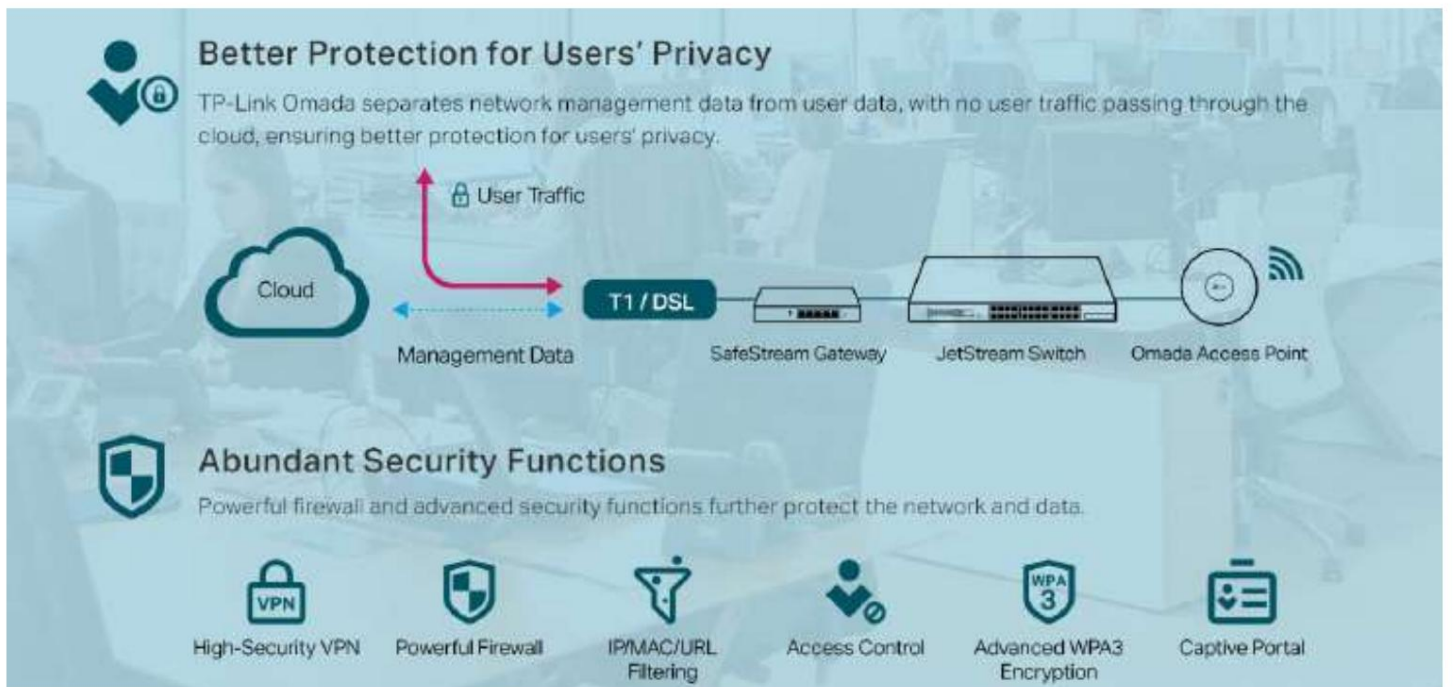 Better Protection for Users' Privacy
TP-Link Omada separates network management data from user data, with no user traffic passing through the
cloud, ensuring better protection for users' privacy.
User Traffic
Cloud
T1 / DSL
Management Data
SafeStream Gateway
JetStream Switch
Omada Access Point
Abundant Security Functions
Powerful firewall and advanced security functions further protect the network and data.
VPN
WPA
3
High-Security VPN
Powerful Firewall
IP/MAC/URL
Filtering
Access Control
Advanced WPA3
Encryption
Captive Portal